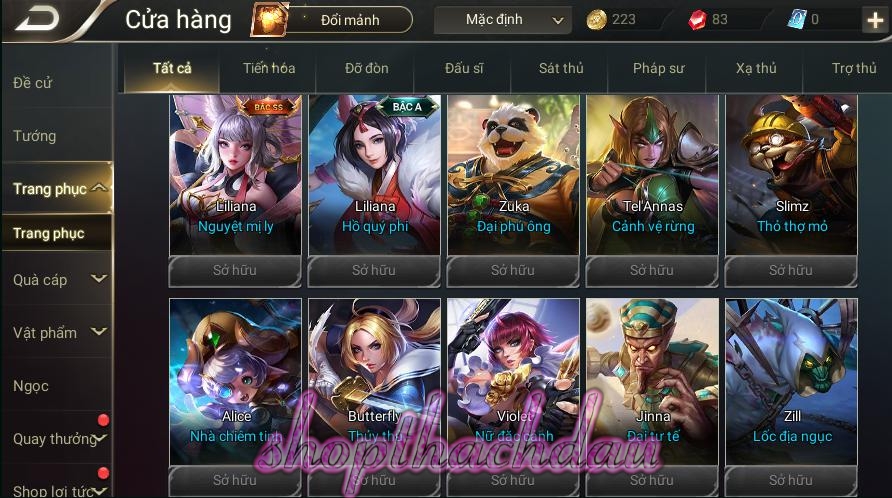 Cửa hàng
Đổi mảnh
Mặc định
223
83
0
Đề cử
Tướng
Trang phục
Trang phục
Quà cáp
Vật phẩm
Ngọc
Quay thưởng
Shop lợi tức
Tất cả
Tiến hóa
Đỡ đòn
Đấu sĩ
Sát thủ
Pháp sư
Xạ thủ
Trợ thủ
BẬC SS
Liliana
Nguyệt mị ly
Sở hữu
BẬC A
Liliana
Hồ quý phi
Sở hữu
Zuka
Đại phú ông
Sở hữu
Tel'Annas
Cảnh vệ rừng
Sở hữu
Slimz
Thỏ thợ mỏ
Sở hữu
Alice
Nhà chiêm tinh
Sở hữu
Butterfly
Thủy thủ
Sở hữu
Violet
Nữ đặc cảnh
Sở hữu
Jinna
Đại tư tế
Sở hữu
Zill
Lốc địa ngục
Sở hữu
shop1hachdau